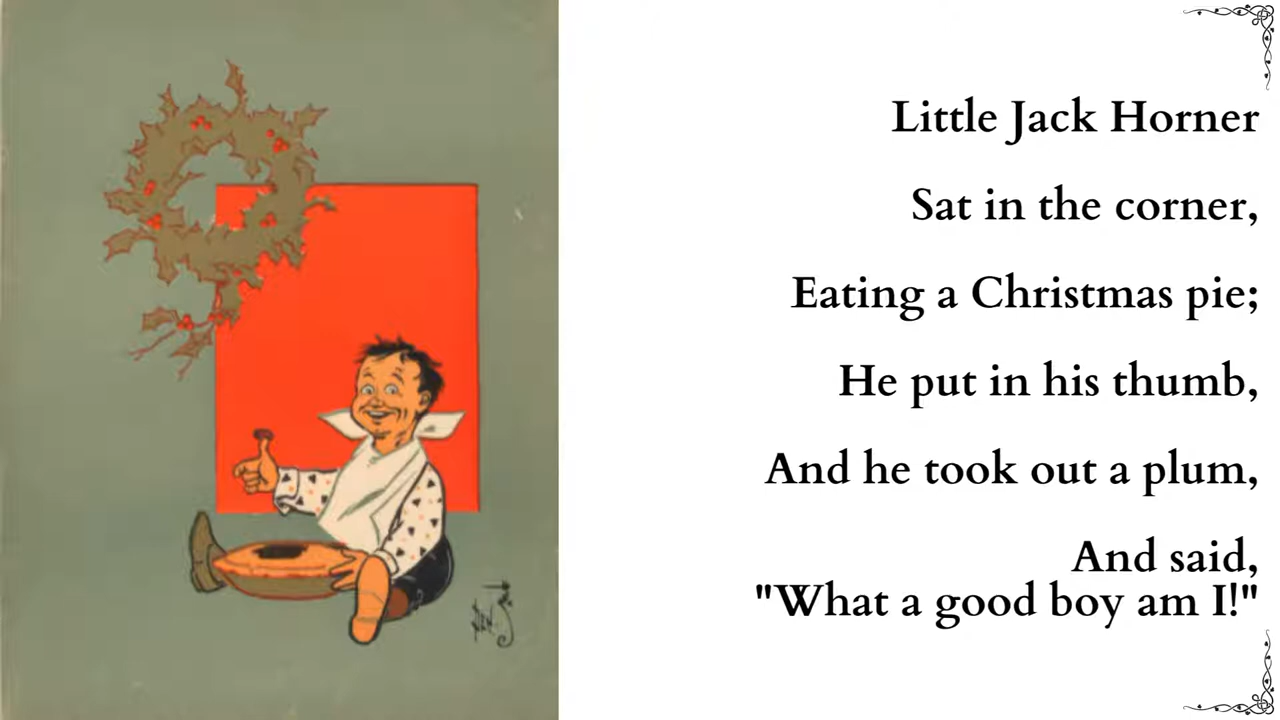 Little Jack Horner
Sat in the corner,
Eating a Christmas pie;
He put in his thumb,
And he took out a plum,
And said,
"What a good boy am I!"